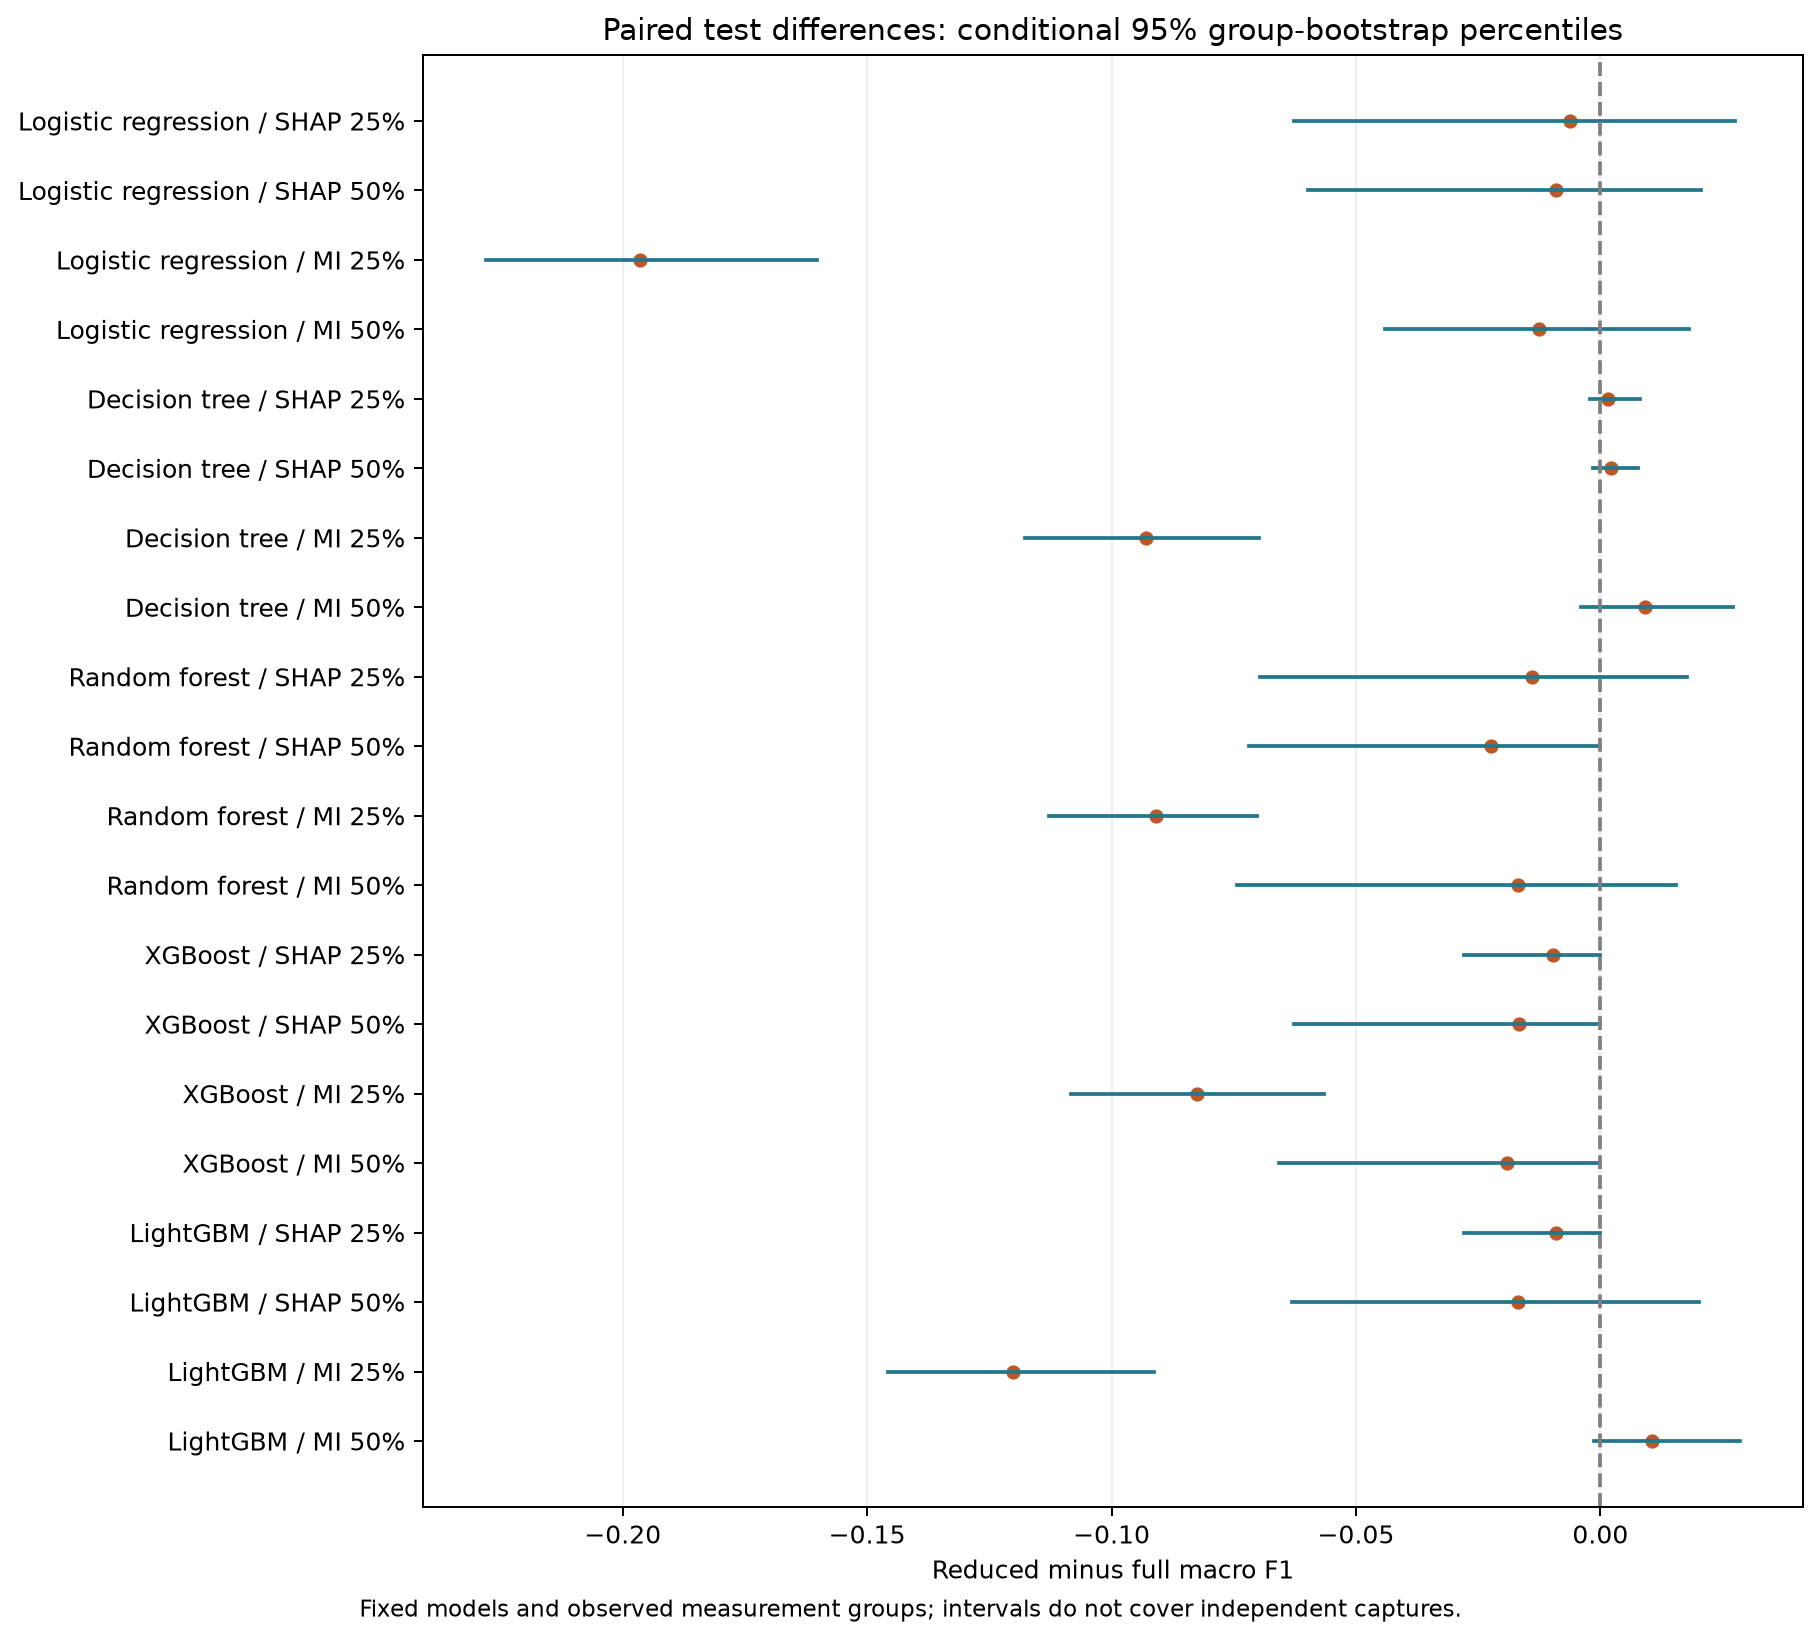 Paired test differences: conditional 95% group-bootstrap percentiles
Logistic regression / SHAP 25%
Logistic regression / SHAP 50%
Logistic regression / MI 25%
Logistic regression / MI 50%
Decision tree / SHAP 25%
Decision tree / SHAP 50%
Decision tree / MI 25%
Decision tree / MI 50%
Random forest / SHAP 25%
Random forest / SHAP 50%
Random forest / MI 25%
Random forest / MI 50%
XGBoost / SHAP 25%
XGBoost / SHAP 50%
XGBoost / MI 25%
XGBoost / MI 50%
LightGBM / SHAP 25%
LightGBM / SHAP 50%
LightGBM / MI 25%
LightGBM / MI 50%
−0.20 −0.15 −0.10 −0.05 0.00
Reduced minus full macro F1
Fixed models and observed measurement groups; intervals do not cover independent captures.